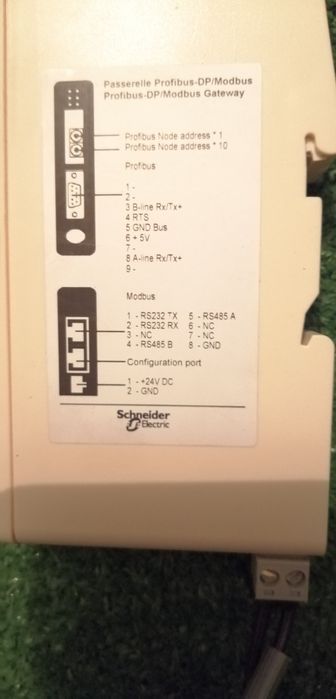 Passerelle Profibus-DP/Modbus
Profibus-DP/Modbus Gateway
Profibus Node address * 1
Profibus Node address * 10
Profibus
1 -
2 -
3 B-line Rx/Tx+
4 RTS
5 GND Bus
6 + 5V
7 -
8 A-line Rx/Tx+
9 -
Modbus
1 - RS232 TX 5 - RS485 A
2 - RS232 RX 6 - NC
3 - NC 7 - NC
4 - RS485 B 8 - GND
Configuration port
1 - +24V DC
2 - GND
Schneider
Electric